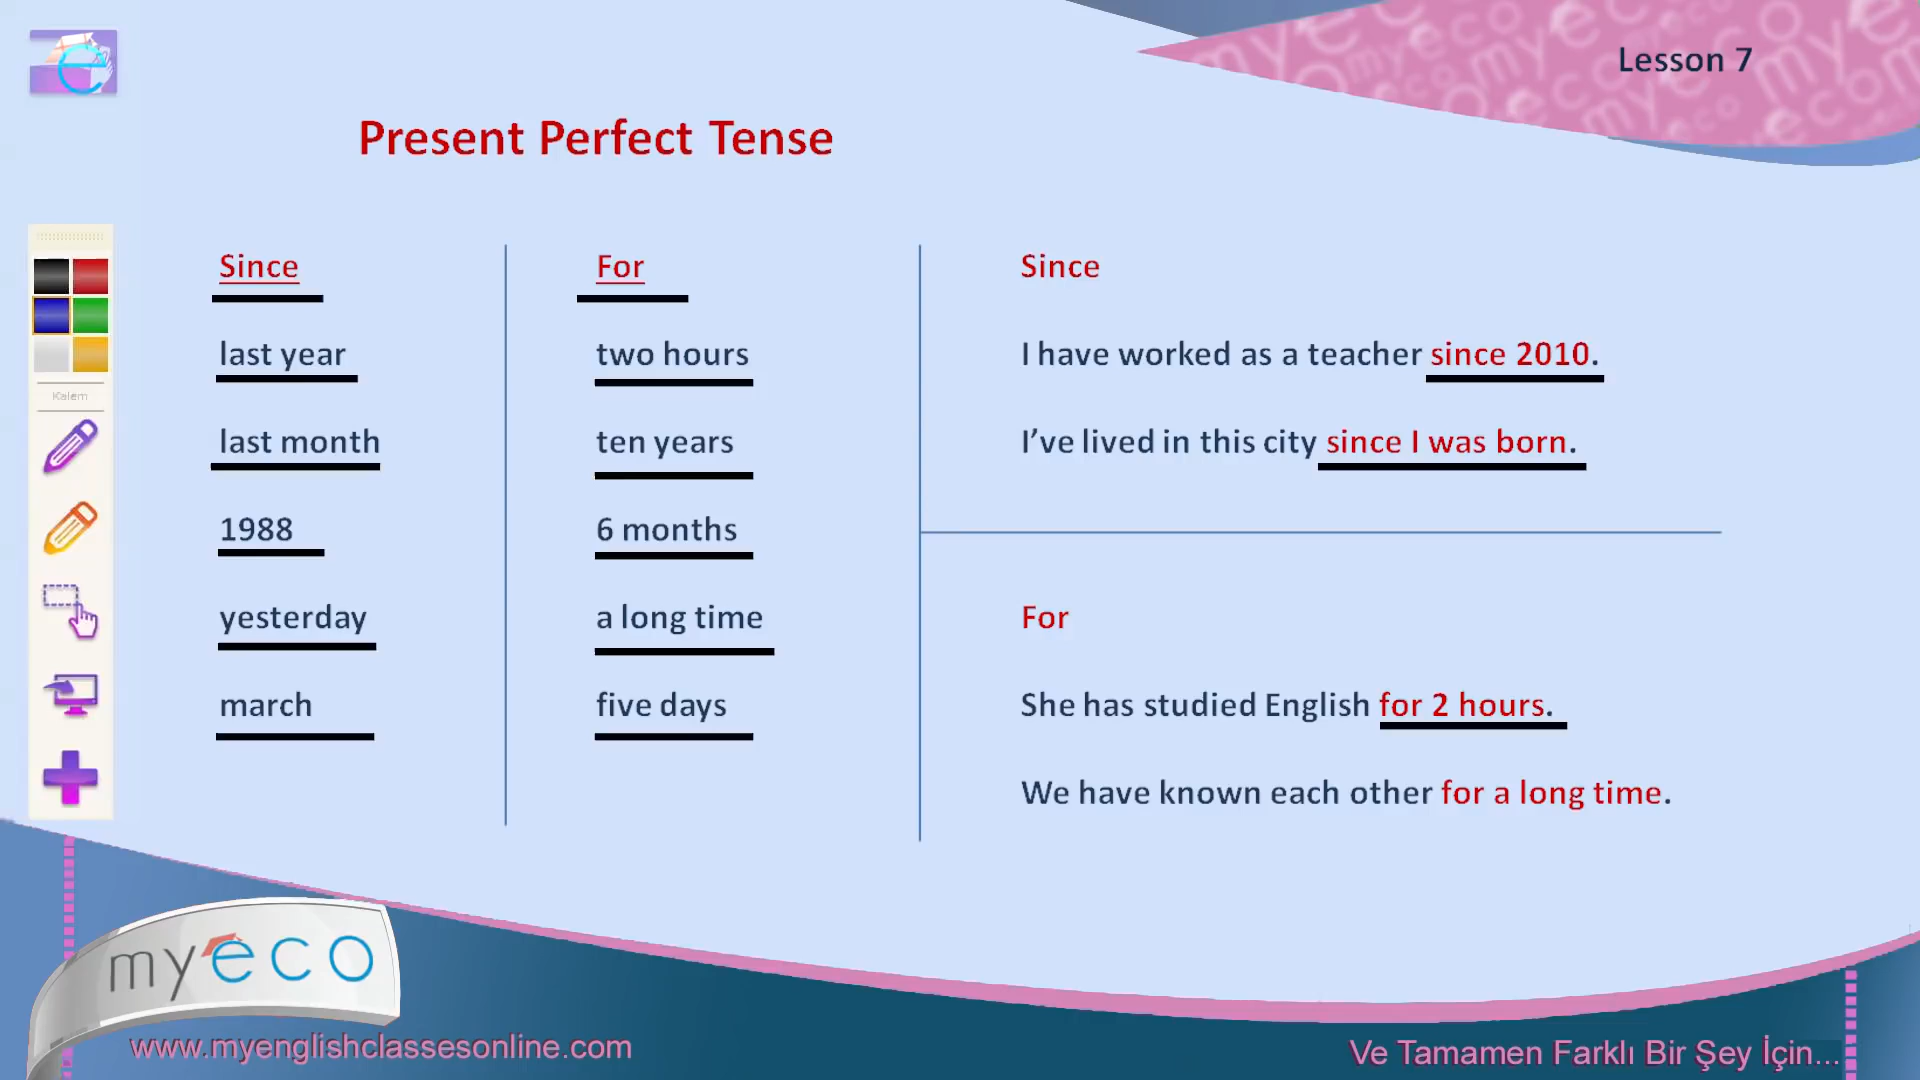 Lesson 7
Present Perfect Tense
Since
last year
last month
1988
yesterday
march
For
two hours
ten years
6 months
a long time
five days
Since
I have worked as a teacher since 2010.
I’ve lived in this city since I was born.
For
She has studied English for 2 hours.
We have known each other for a long time.
Kalem
myeco
www.myenglishclassesonline.com
Ve Tamamen Farklı Bir Şey İçin...